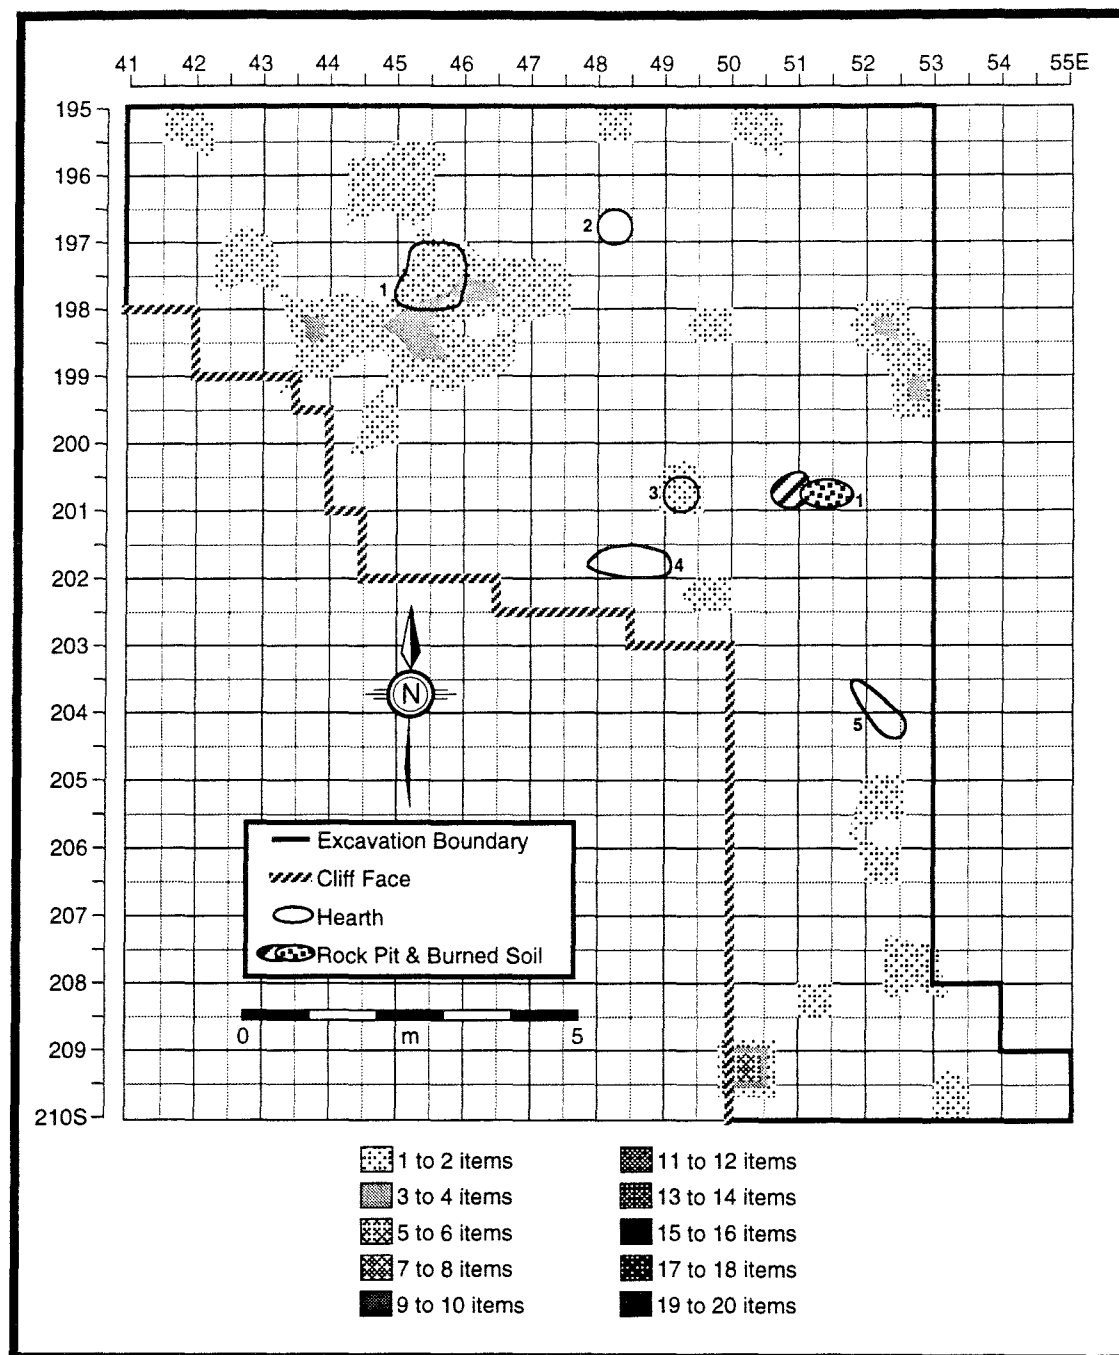 41 42 43 44 45 46 47 48 49 50 51 52 53 54 55E
195
196
197
198
199
200
201
202
203
204
205
206
207
208
209
210S
2
1
3
1
4
5
N
Excavation Boundary
Cliff Face
Hearth
Rock Pit & Burned Soil
0 m 5
1 to 2 items
3 to 4 items
5 to 6 items
7 to 8 items
9 to 10 items
11 to 12 items
13 to 14 items
15 to 16 items
17 to 18 items
19 to 20 items